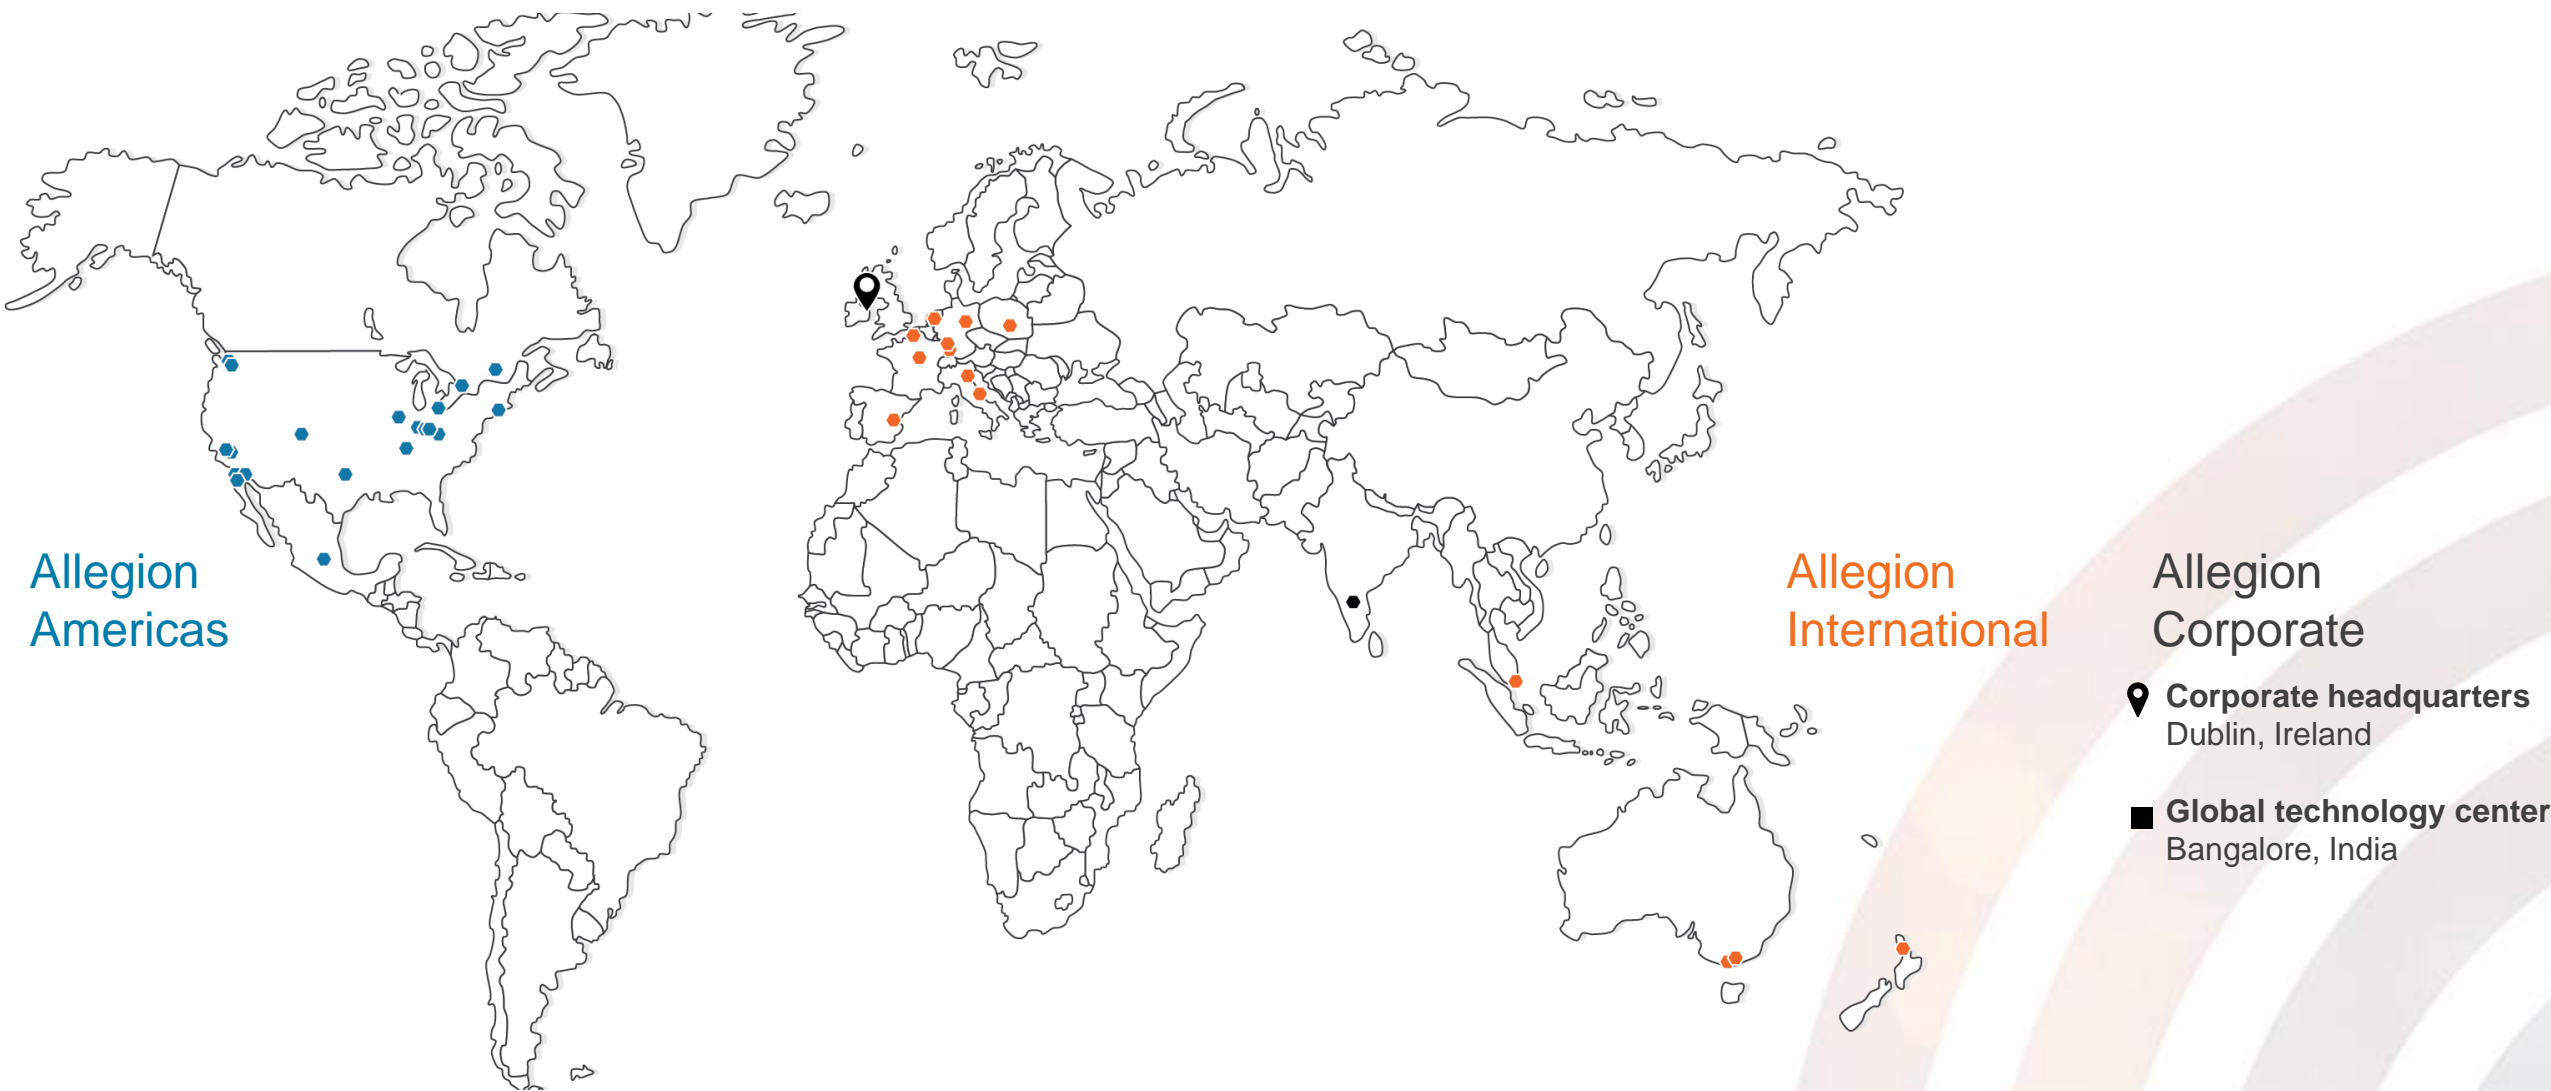 Allegion
Americas
Allegion
International
Allegion
Corporate
Corporate headquarters
Dublin, Ireland
Global technology center
Bangalore, India